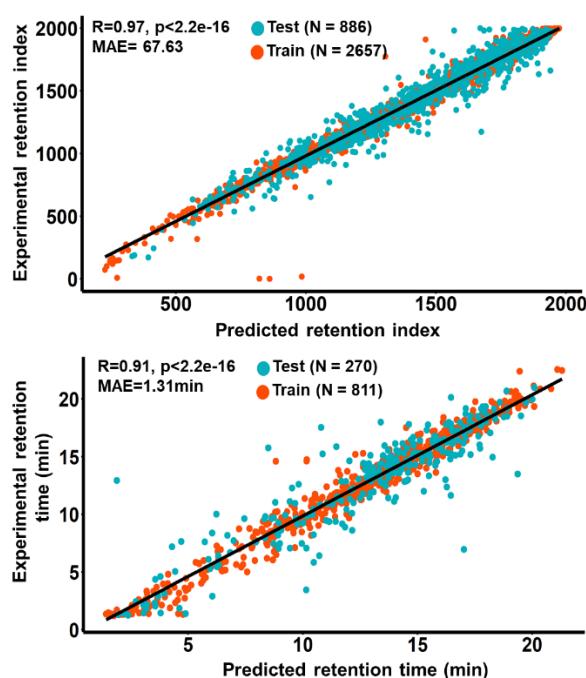 R=0.97, p<2.2e-16
MAE= 67.63
Test (N = 886)
Train (N = 2657)
Experimental retention index
2000
1500
1000
500
0
500
1000
1500
2000
Predicted retention index
R=0.91, p<2.2e-16
MAE=1.31min
Test (N = 270)
Train (N = 811)
Experimental retention
time (min)
20
15
10
5
0
5
10
15
20
Predicted retention time (min)